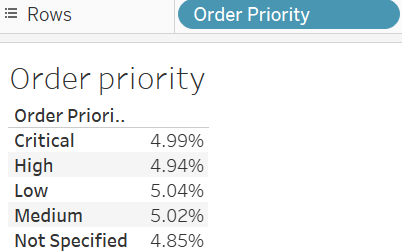 Rows Order Priority
Order priority
Order Priori..
Critical 4.99%
High 4.94%
Low 5.04%
Medium 5.02%
Not Specified 4.85%